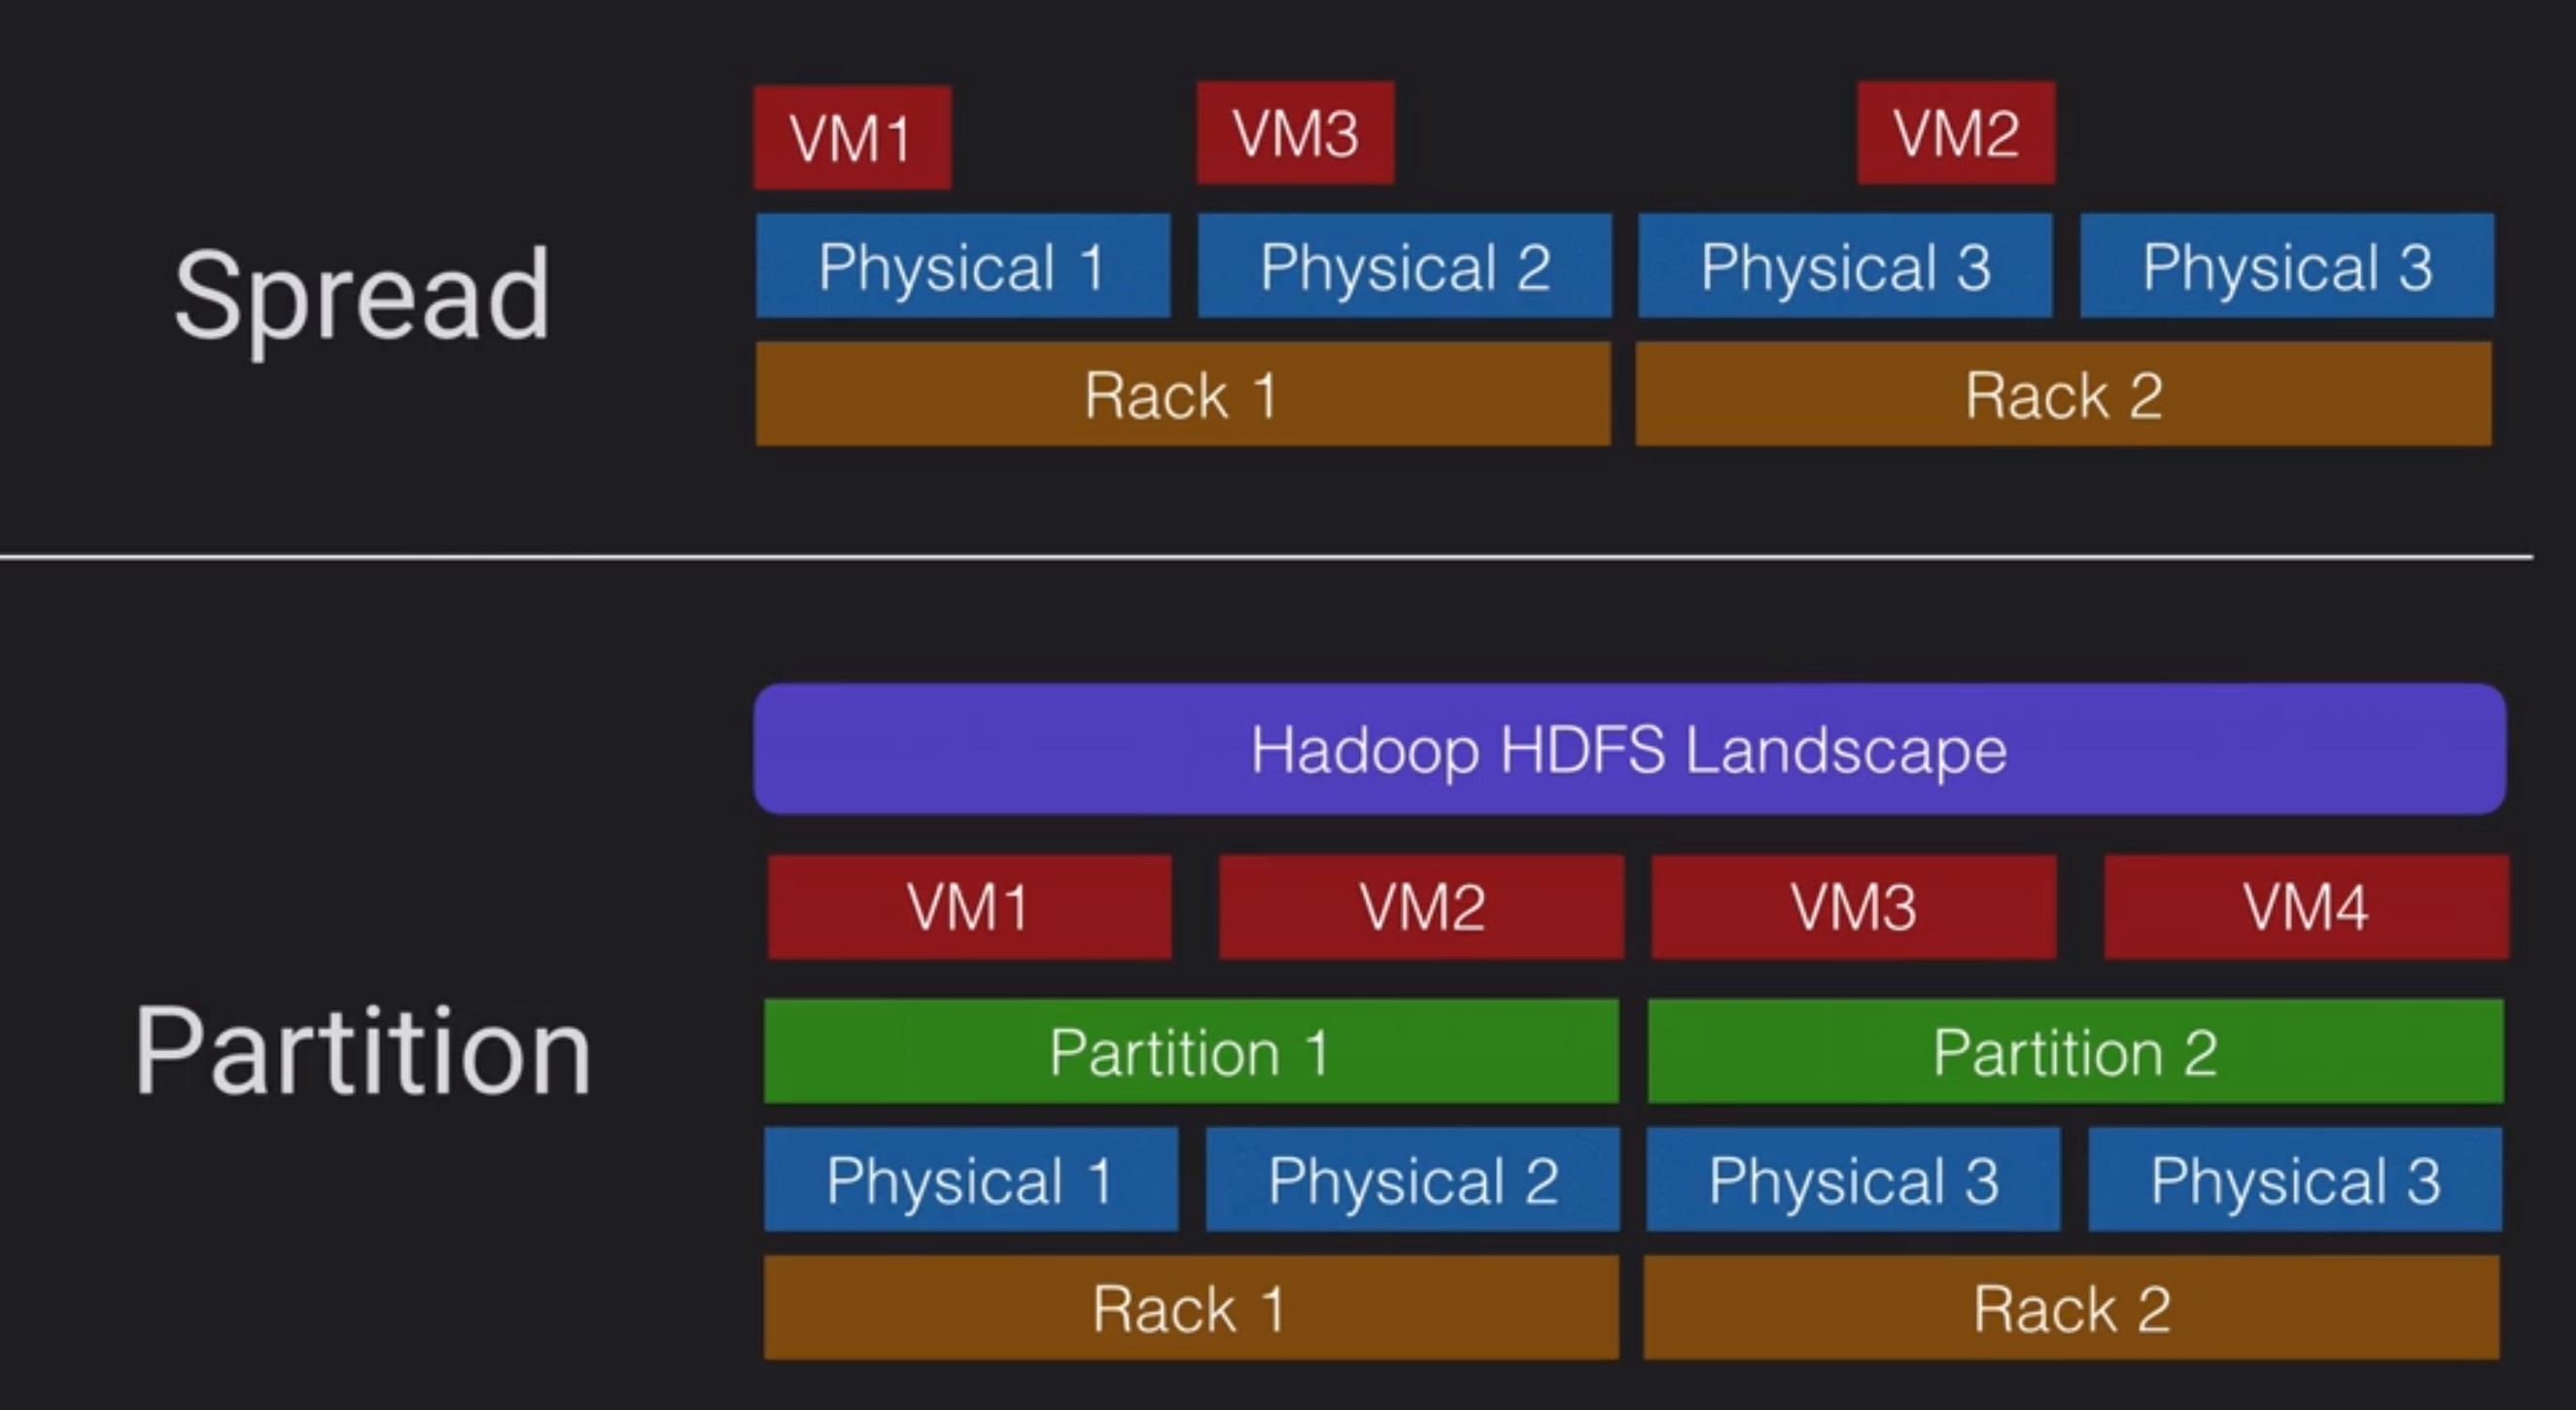 VM1 VM3 VM2
Spread
Physical 1 Physical 2 Physical 3 Physical 3
Rack 1 Rack 2
Hadoop HDFS Landscape
VM1 VM2 VM3 VM4
Partition
Partition 1 Partition 2
Physical 1 Physical 2 Physical 3 Physical 3
Rack 1 Rack 2